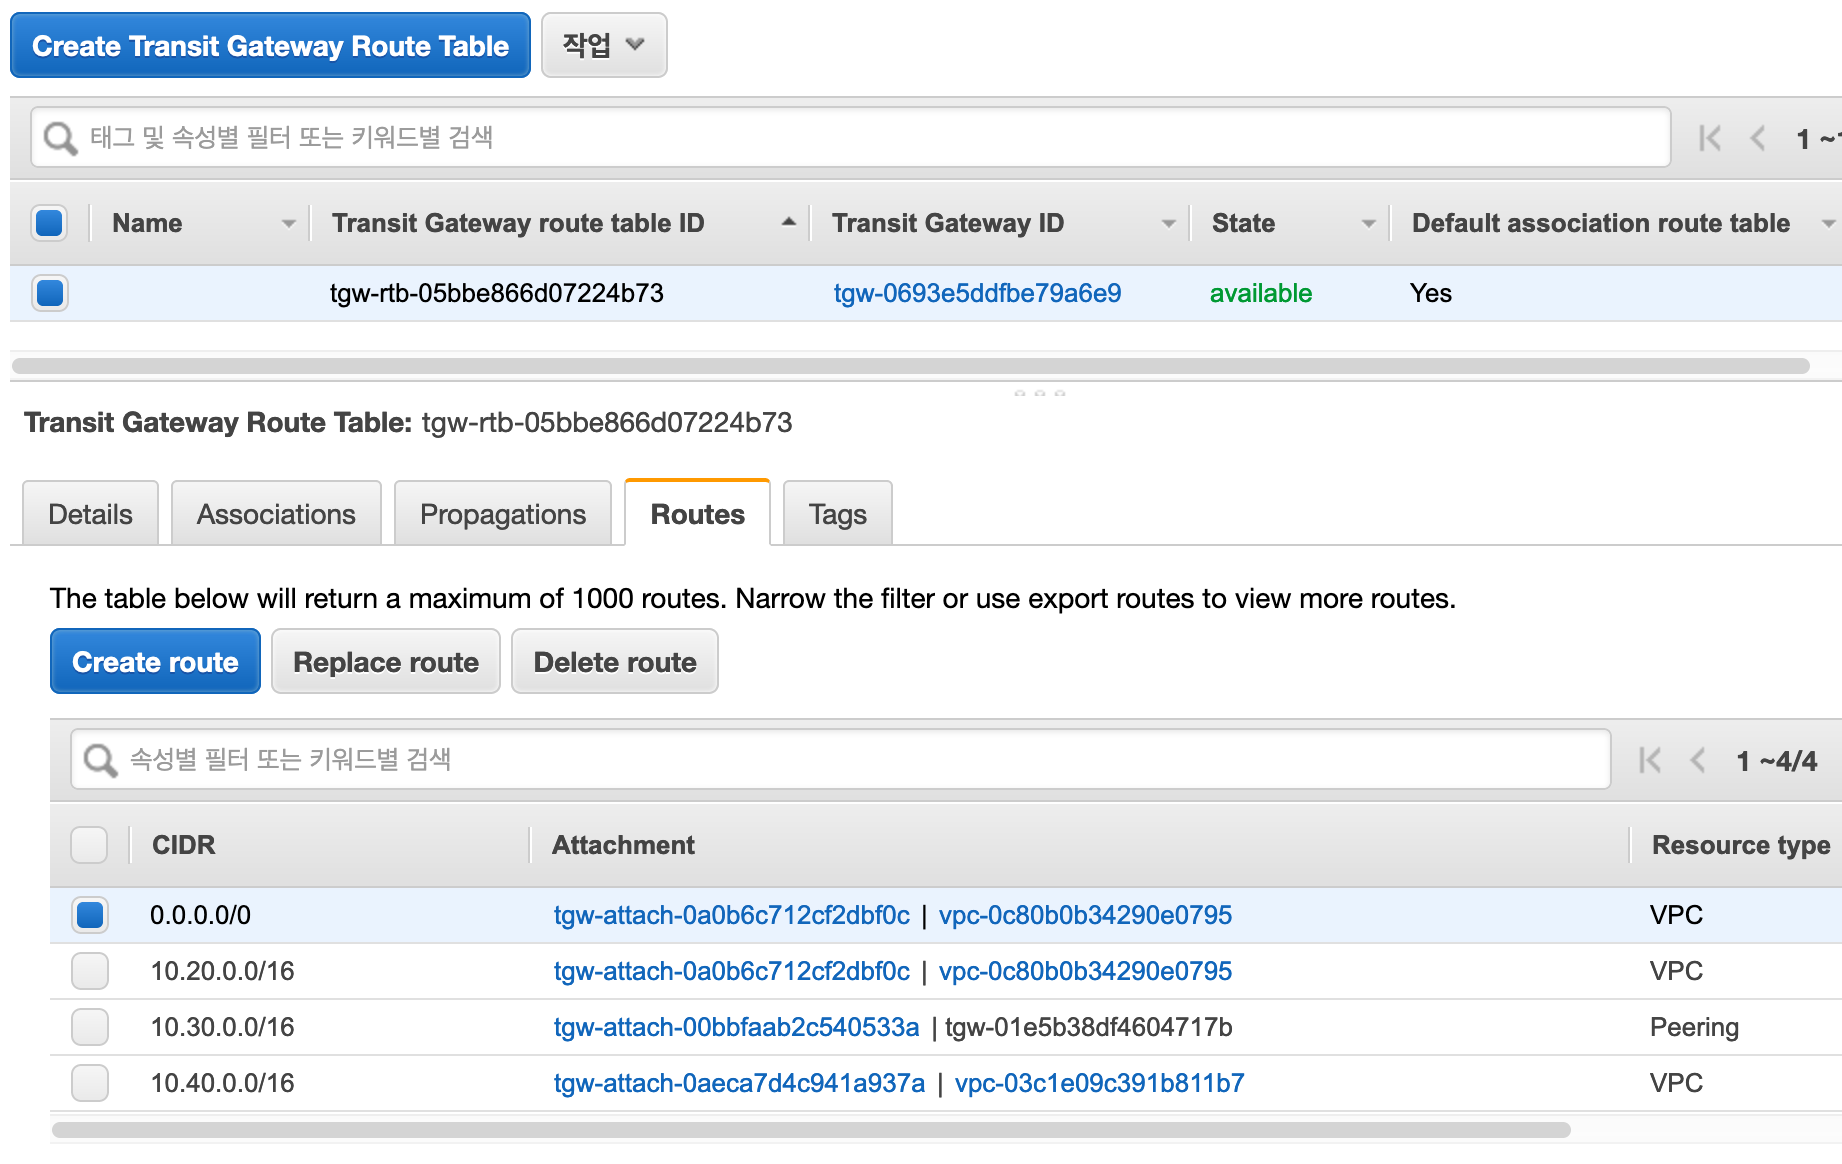 Create Transit Gateway Route Table 작업
태그 및 속성별 필터 또는 키워드별 검색 1 ~
Name Transit Gateway route table ID Transit Gateway ID State Default association route table
tgw-rtb-05bbe866d07224b73 tgw-0693e5ddfbe79a6e9 available Yes
Transit Gateway Route Table: tgw-rtb-05bbe866d07224b73
Details Associations Propagations Routes Tags
The table below will return a maximum of 1000 routes. Narrow the filter or use export routes to view more routes.
Create route Replace route Delete route
속성별 필터 또는 키워드별 검색 1 ~4/4
CIDR Attachment Resource type
0.0.0.0/0 tgw-attach-0a0b6c712cf2dbf0c | vpc-0c80b0b34290e0795 VPC
10.20.0.0/16 tgw-attach-0a0b6c712cf2dbf0c | vpc-0c80b0b34290e0795 VPC
10.30.0.0/16 tgw-attach-00bbfaab2c540533a | tgw-01e5b38df4604717b Peering
10.40.0.0/16 tgw-attach-0aeca7d4c941a937a | vpc-03c1e09c391b811b7 VPC